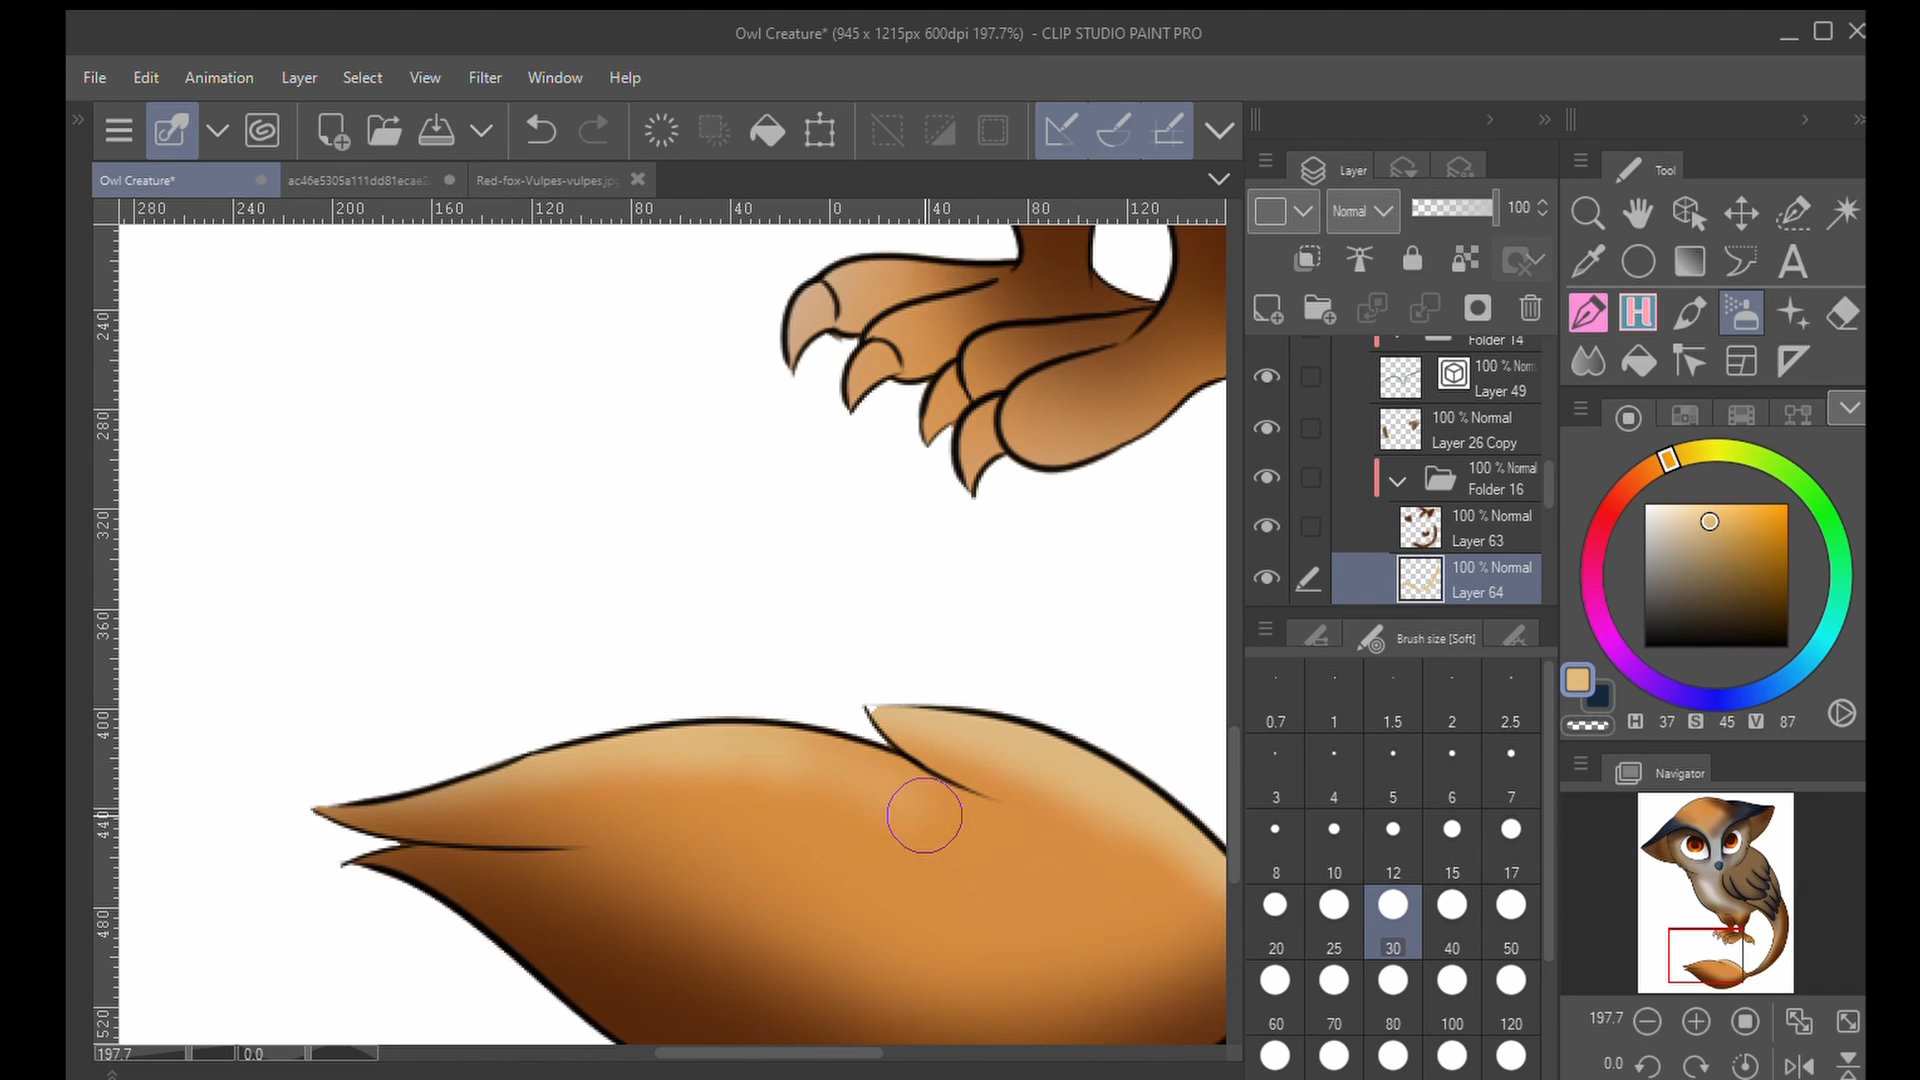 Owl Creature* (945 x 1215px 600dpi 197.7%) - CLIP STUDIO PAINT PRO
File Edit Animation Layer Select View Filter Window Help
Owl Creature*
Red-fox-Vulpes-vulpes.jp
280 240 200 160 120 80 40 0 40 80 120
240
280
320
360
400
440
480
520
197.7
0.0
Layer
Normal
100
Folder 14
100 % Norm
Layer 49
100 % Normal
Layer 26 Copy
100 % Normal
Folder 16
100 % Normal
Layer 63
100 % Normal
Layer 64
Brush size [Soft]
0.7 1 1.5 2 2.5
3 4 5 6 7
8 10 12 15 17
20 25 30 40 50
60 70 80 100 120
Tool
A
H
H 37 S 45 V 87
Navigator
197.7
0.0